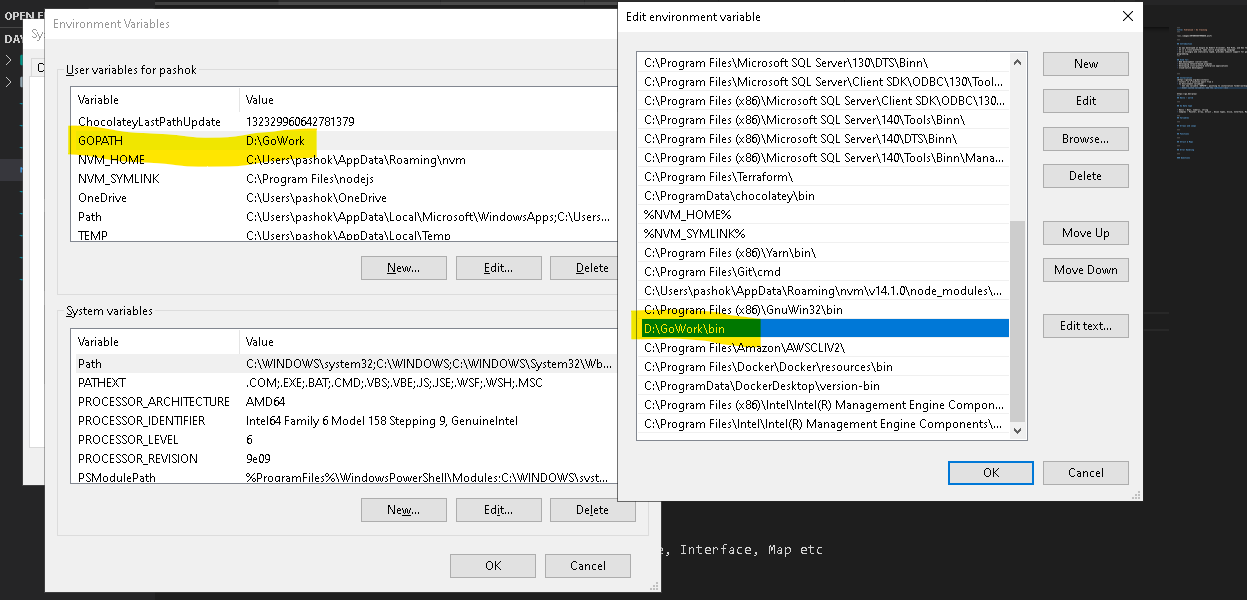 OPEN E
DAY
Sy
C
Environment Variables
User variables for pashok
Variable Value
ChocolateyLastPathUpdate 132329960642781379
GOPATH D:\GoWork
NVM_HOME C:\Users\pashok\AppData\Roaming\nvm
NVM_SYMLINK C:\Program Files\nodejs
OneDrive C:\Users\pashok\OneDrive
Path C:\Users\pashok\AppData\Local\Microsoft\WindowsApps;C:\Users...
TEMP C:\Users\pashok\AppData\Local\Temp
New... Edit... Delete
System variables
Variable Value
Path C:\WINDOWS\system32;C:\WINDOWS;C:\WINDOWS\System32\Wb...
PATHEXT .COM;.EXE;.BAT;.CMD;.VBS;.VBE;.JS;.JSE;.WSF;.WSH;.MSC
PROCESSOR_ARCHITECTURE AMD64
PROCESSOR_IDENTIFIER Intel64 Family 6 Model 158 Stepping 9, GenuineIntel
PROCESSOR_LEVEL 6
PROCESSOR_REVISION 9e09
PSModulePath %ProgramFiles%\WindowsPowerShell\Modules;C:\WINDOWS\syst...
New... Edit... Delete
OK Cancel
Edit environment variable
C:\Program Files\Microsoft SQL Server\130\DTS\Binn\
C:\Program Files\Microsoft SQL Server\Client SDK\ODBC\130\Tool...
C:\Program Files (x86)\Microsoft SQL Server\Client SDK\ODBC\130...
C:\Program Files (x86)\Microsoft SQL Server\140\Tools\Binn\
C:\Program Files (x86)\Microsoft SQL Server\140\DTS\Binn\
C:\Program Files (x86)\Microsoft SQL Server\140\Tools\Binn\Mana...
C:\Program Files\Terraform\
C:\ProgramData\chocolatey\bin
%NVM_HOME%
%NVM_SYMLINK%
C:\Program Files (x86)\Yarn\bin\
C:\Program Files\Git\cmd
C:\Users\pashok\AppData\Roaming\nvm\v14.1.0\node_modules\...
C:\Program Files (x86)\GnuWin32\bin
D:\GoWork\bin
C:\Program Files\Amazon\AWSCLIV2\
C:\Program Files\Docker\Docker\resources\bin
C:\ProgramData\DockerDesktop\version-bin
C:\Program Files (x86)\Intel\Intel(R) Management Engine Compon...
C:\Program Files\Intel\Intel(R) Management Engine Components\...
New
Edit
Browse...
Delete
Move Up
Move Down
Edit text...
OK Cancel
e, Interface, Map etc